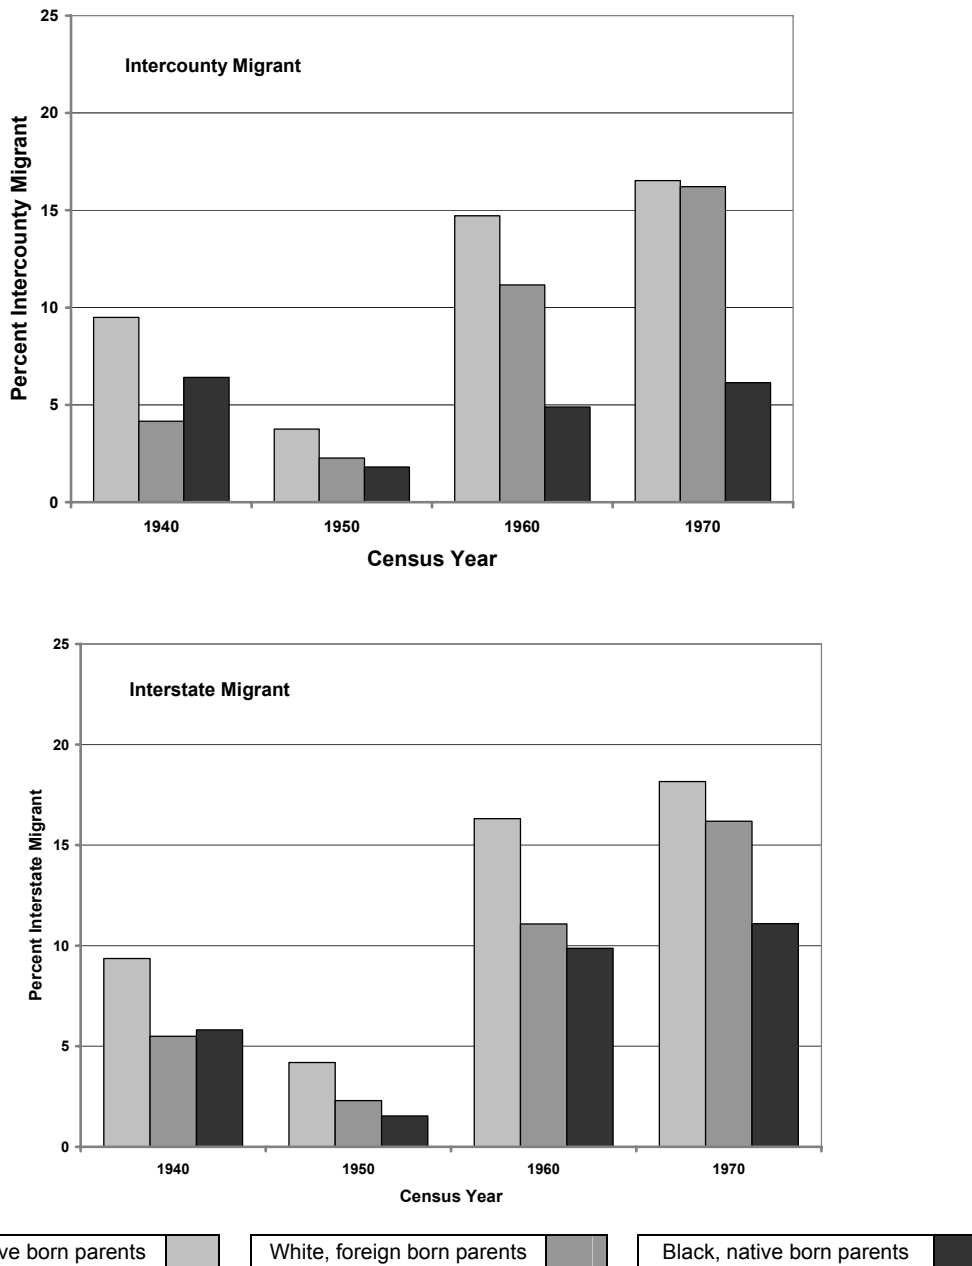 25
Intercounty Migrant
20
15
10
5
0
Percent Intercounty Migrant
1940 1950 1960 1970
Census Year
25
Interstate Migrant
20
15
10
5
0
Percent Interstate Migrant
1940 1950 1960 1970
Census Year
born parents White, foreign born parents Black, native born parents